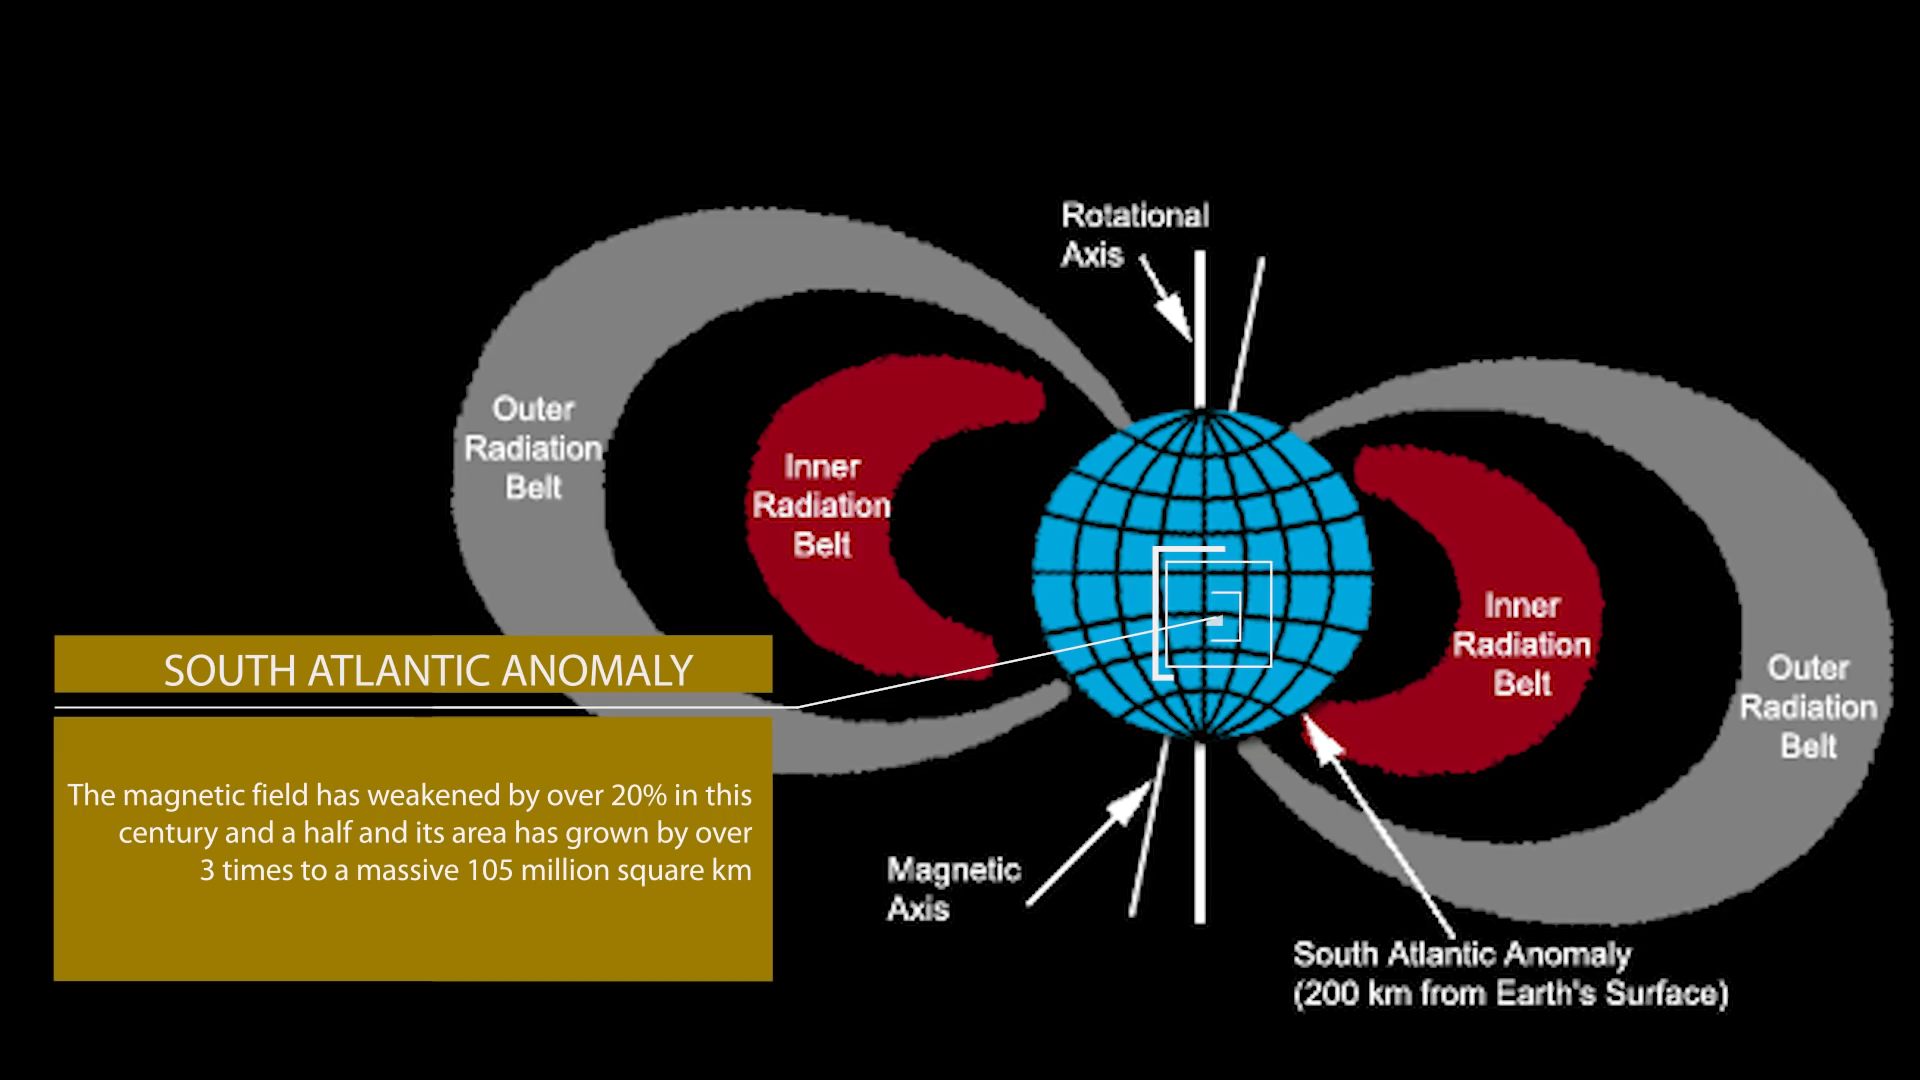 Rotational
Axis
Outer
Radiation
Belt
Inner
Radiation
Belt
Inner
Radiation
Belt
Outer
Radiation
Belt
SOUTH ATLANTIC ANOMALY
The magnetic field has weakened by over 20% in this
century and a half and its area has grown by over
3 times to a massive 105 million square km
Magnetic
Axis
South Atlantic Anomaly
(200 km from Earth's Surface)